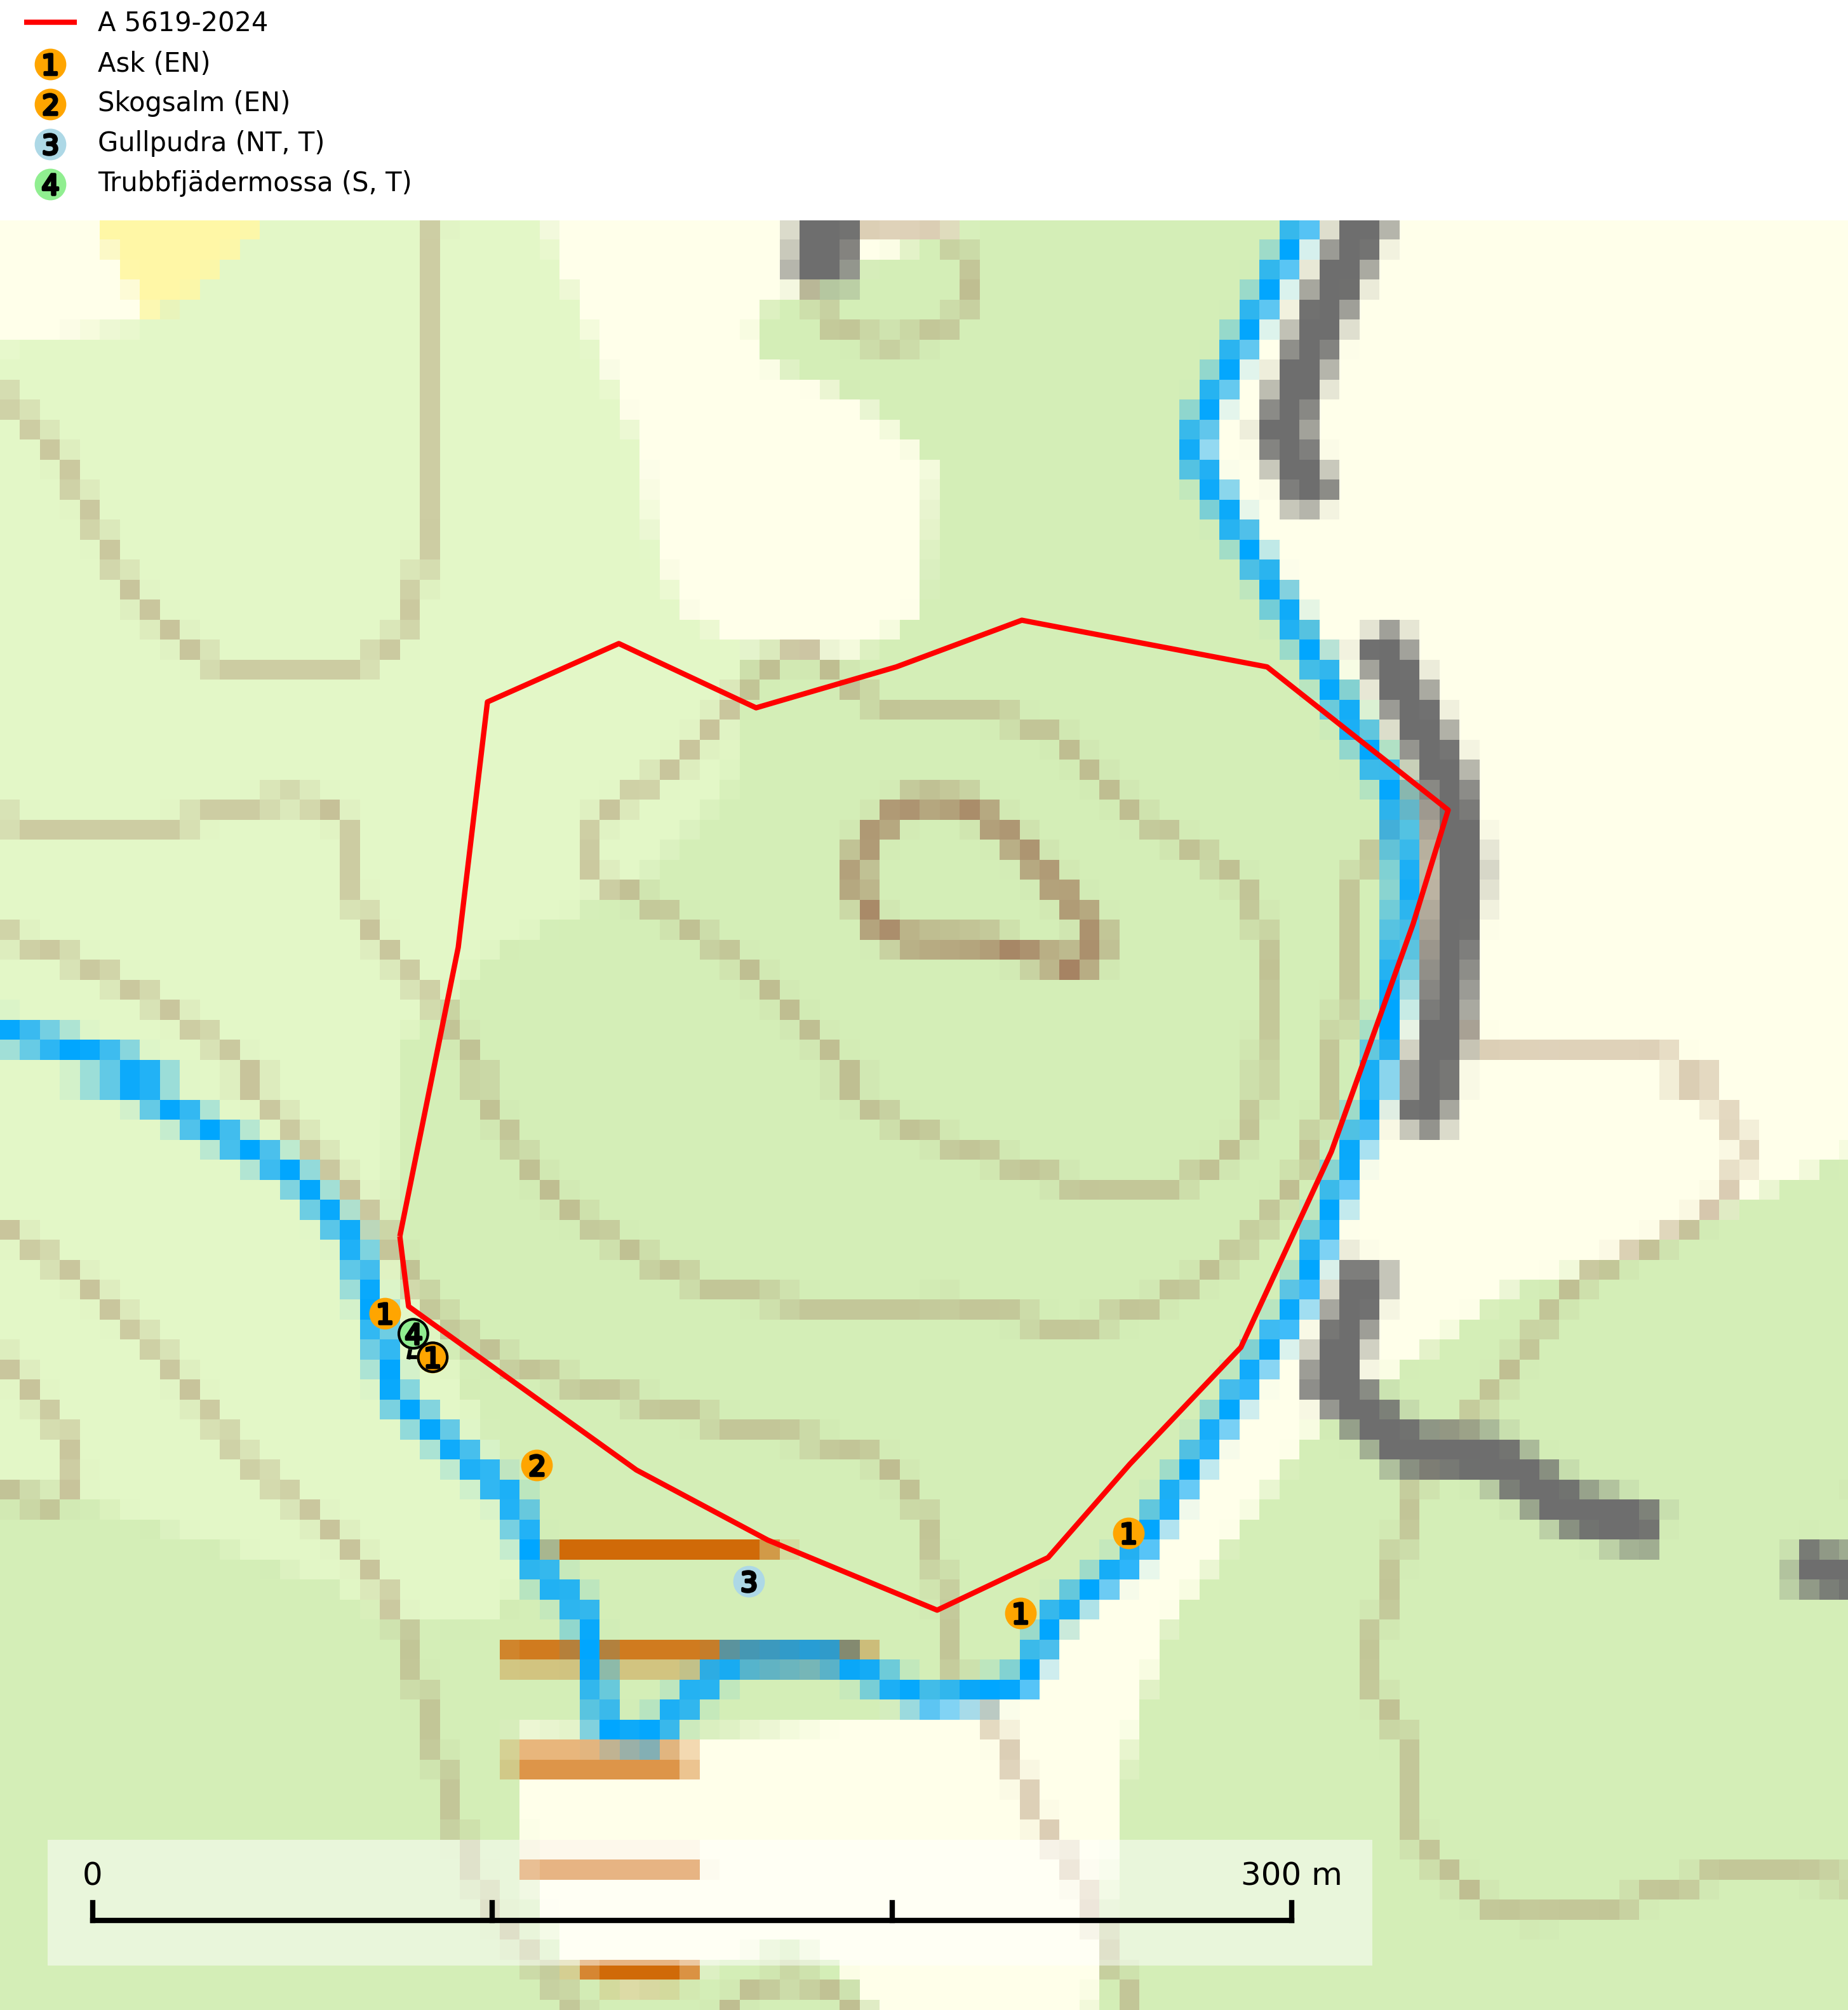 A 5619-2024
1 Ask (EN)
2 Skogsalm (EN)
3 Gullpudra (NT, T)
4 Trubbfjädermossa (S, T)
1
4
1
2
1
3
1
0 300 m